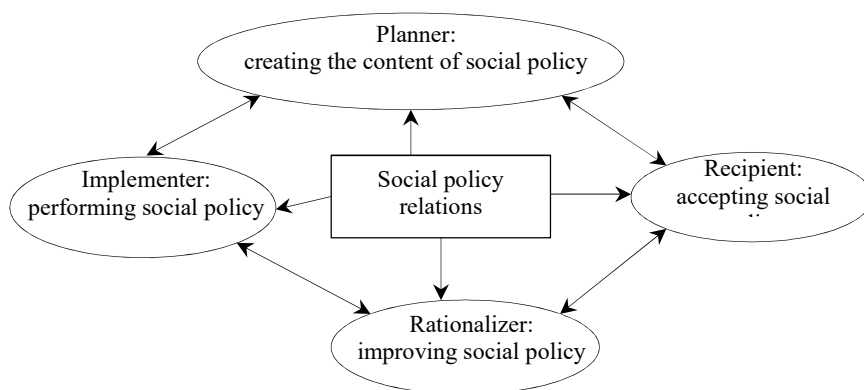 Planner:
creating the content of social policy
Implementer:
performing social policy
Social policy
relations
Recipient:
accepting social
Rationalizer:
improving social policy